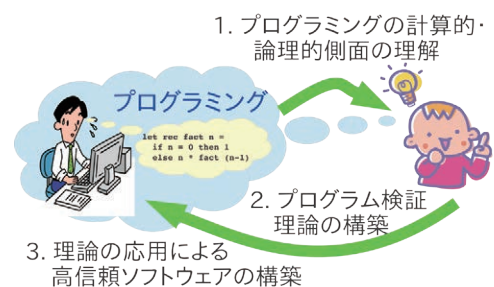 1. プログラミングの計算的・
論理的側面の理解
プログラミング
let rec fact n =
if n = 0 then 1
else n * fact (n-1)
2. プログラム検証
理論の構築
3. 理論の応用による
高信頼ソフトウェアの構築